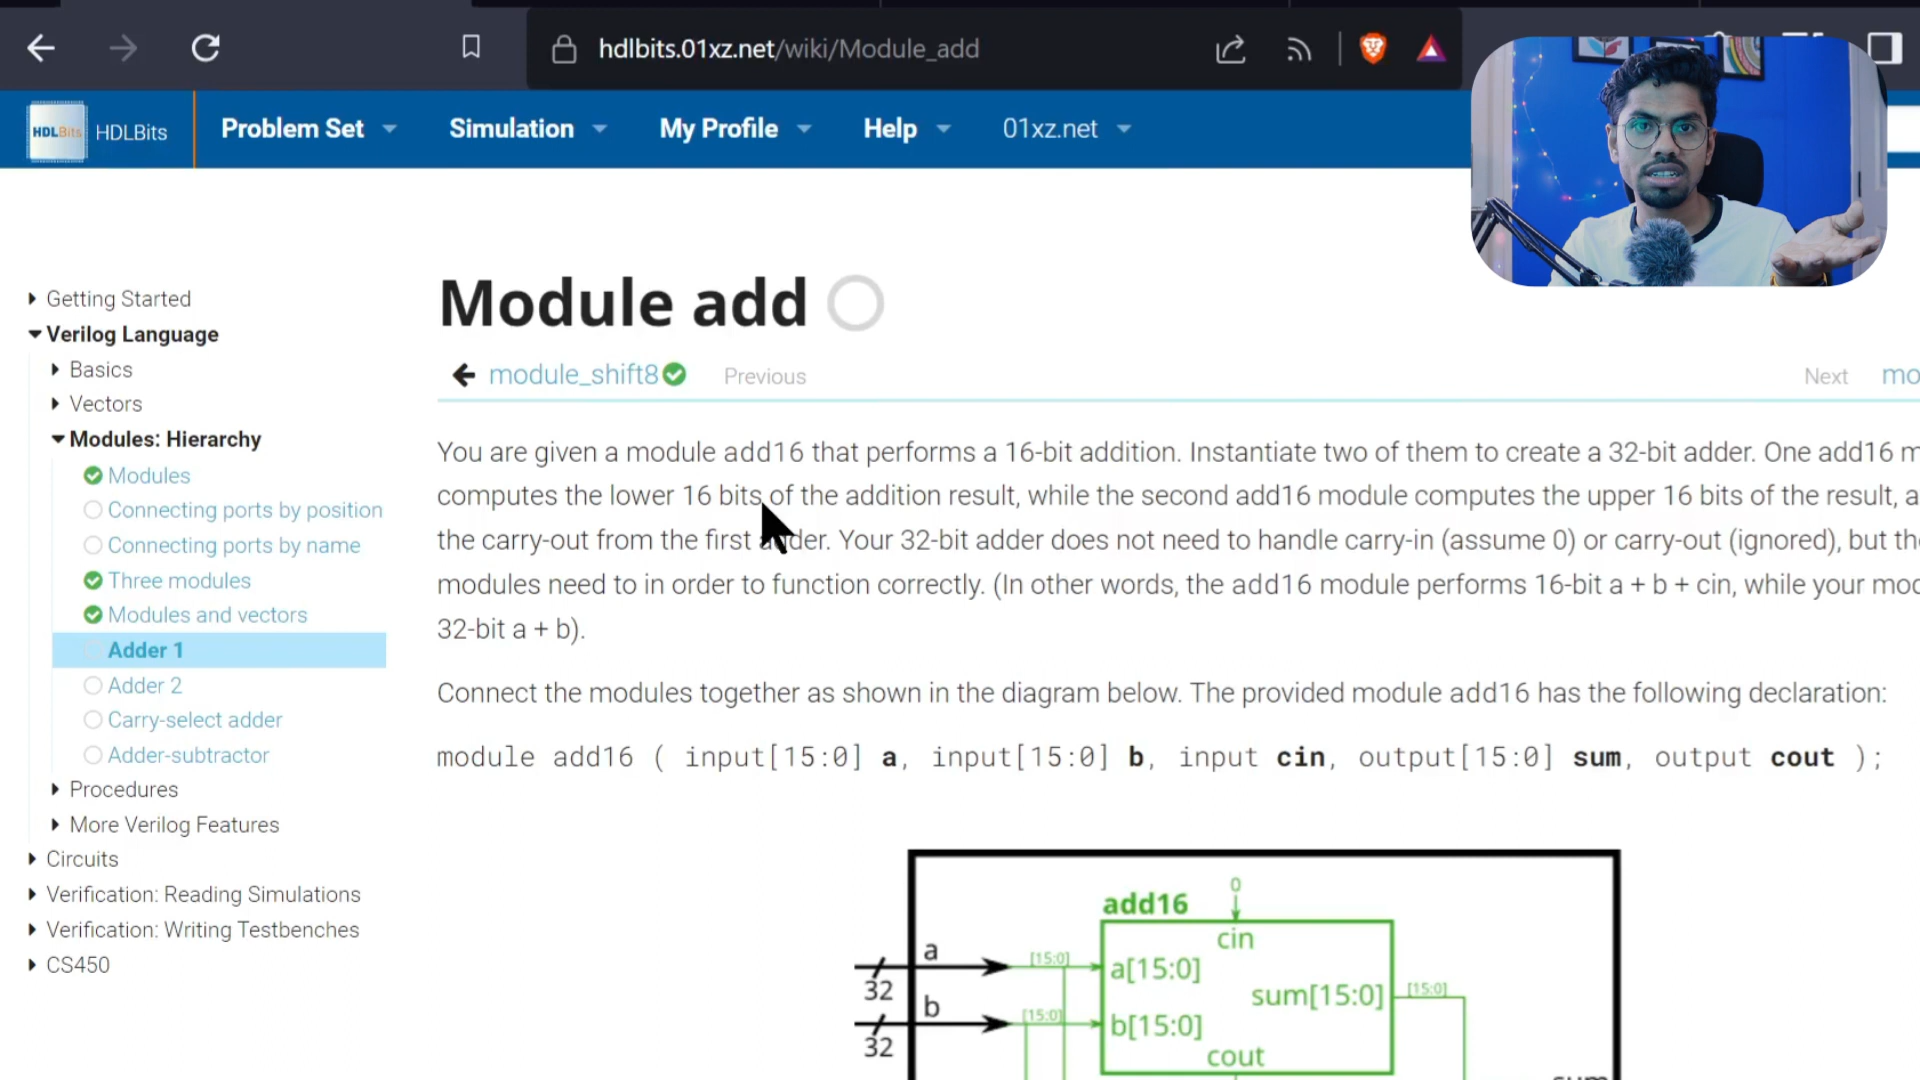 hdlbits.01xz.net/wiki/Module_add
HDLBits HDLBits Problem Set Simulation My Profile Help 01xz.net
Getting Started
Verilog Language
Basics
Vectors
Modules: Hierarchy
Modules
Connecting ports by position
Connecting ports by name
Three modules
Modules and vectors
Adder 1
Adder 2
Carry-select adder
Adder-subtractor
Procedures
More Verilog Features
Circuits
Verification: Reading Simulations
Verification: Writing Testbenches
CS450
Module add
module_shift8 Previous Next
You are given a module add16 that performs a 16-bit addition. Instantiate two of them to create a 32-bit adder. One add16
computes the lower 16 bits of the addition result, while the second add16 module computes the upper 16 bits of the result,
the carry-out from the first adder. Your 32-bit adder does not need to handle carry-in (assume 0) or carry-out (ignored), but
modules need to in order to function correctly. (In other words, the add16 module performs 16-bit a + b + cin, while your
32-bit a + b).
Connect the modules together as shown in the diagram below. The provided module add16 has the following declaration:
module add16 ( input[15:0] a, input[15:0] b, input cin, output[15:0] sum, output cout );
0
add16
cin
a [15:0] a[15:0]
32
sum[15:0] [15:0]
b [15:0] b[15:0]
32
cout
sum